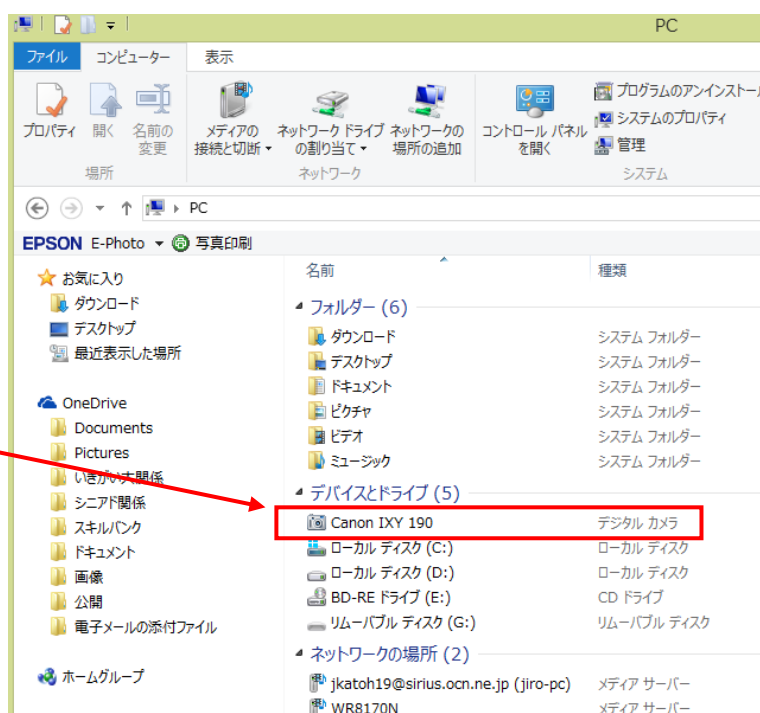 PC
ファイル コンピューター 表示
プロパティ 開く 名前の変更 メディアの接続と切断 ネットワーク ドライブの割り当て ネットワークの場所の追加 コントロール パネルを開く プログラムのアンインストール
システムのプロパティ
管理
場所 ネットワーク システム
PC
EPSON E-Photo 写真印刷
名前 種類
お気に入り
ダウンロード
デスクトップ
最近表示した場所
OneDrive
Documents
Pictures
いきがい大関係
シニアド関係
スキルバンク
ドキュメント
画像
公開
電子メールの添付ファイル
ホームグループ
フォルダー (6)
ダウンロード システム フォルダー
デスクトップ システム フォルダー
ドキュメント システム フォルダー
ピクチャ システム フォルダー
ビデオ システム フォルダー
ミュージック システム フォルダー
デバイスとドライブ (5)
Canon IXY 190 デジタル カメラ
ローカル ディスク (C:) ローカル ディスク
ローカル ディスク (D:) ローカル ディスク
BD-RE ドライブ (E:) CD ドライブ
リムーバブル ディスク (G:) リムーバブル ディスク
ネットワークの場所 (2)
jkatoh19@sirius.ocn.ne.jp (jiro-pc) メディア サーバー
WR8170N メディア サーバー